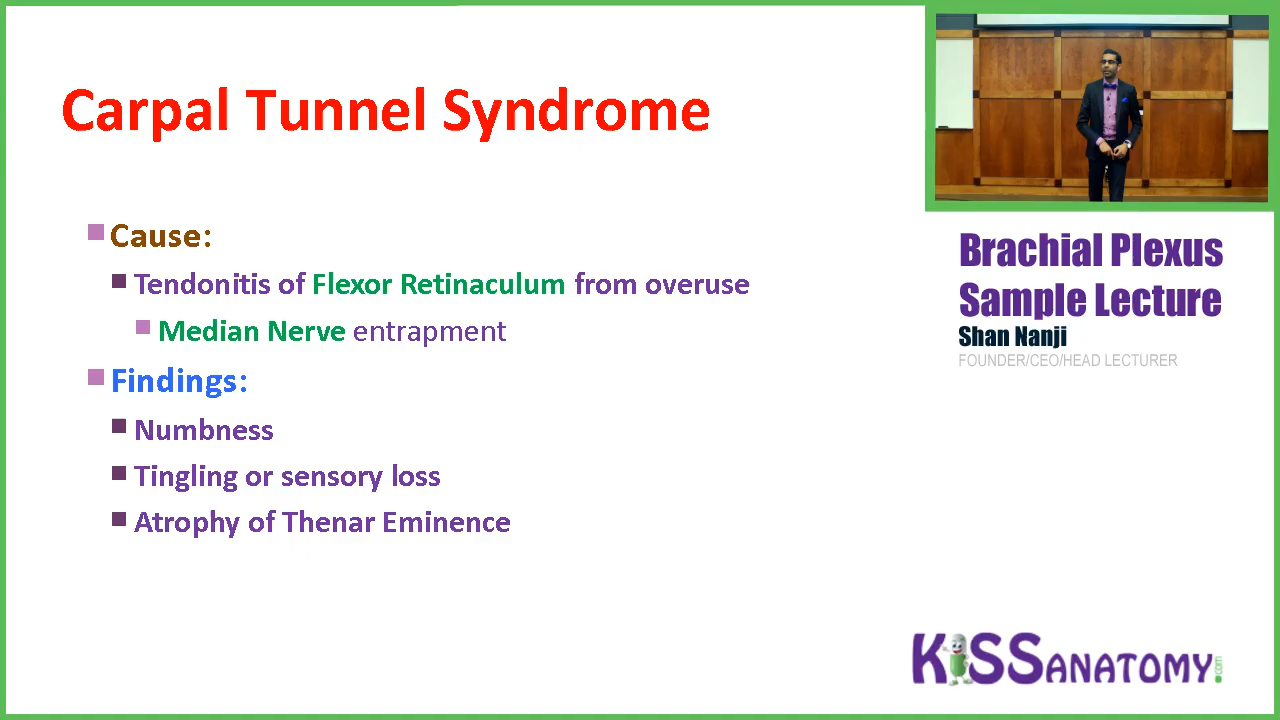 Carpal Tunnel Syndrome
Cause:
Tendonitis of Flexor Retinaculum from overuse
Median Nerve entrapment
Findings:
Numbness
Tingling or sensory loss
Atrophy of Thenar Eminence
Brachial Plexus
Sample Lecture
Shan Nanji
FOUNDER/CEO/HEAD LECTURER
KiSSANATOMY.com